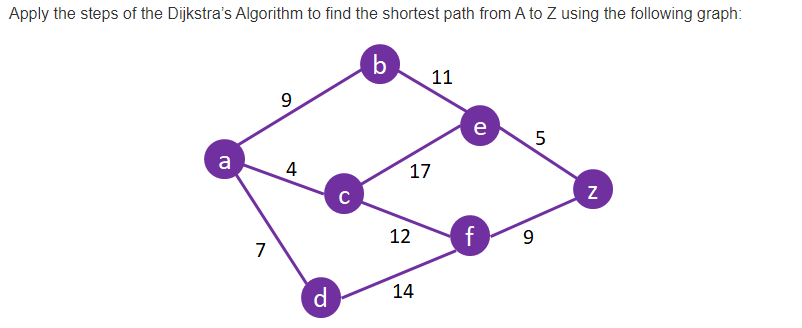 Apply the steps of the Dijkstra's Algorithm to find the shortest path from A to Z using the following graph:
b
11
9
e
5
a
4
17
c
z
12
f
9
7
d
14